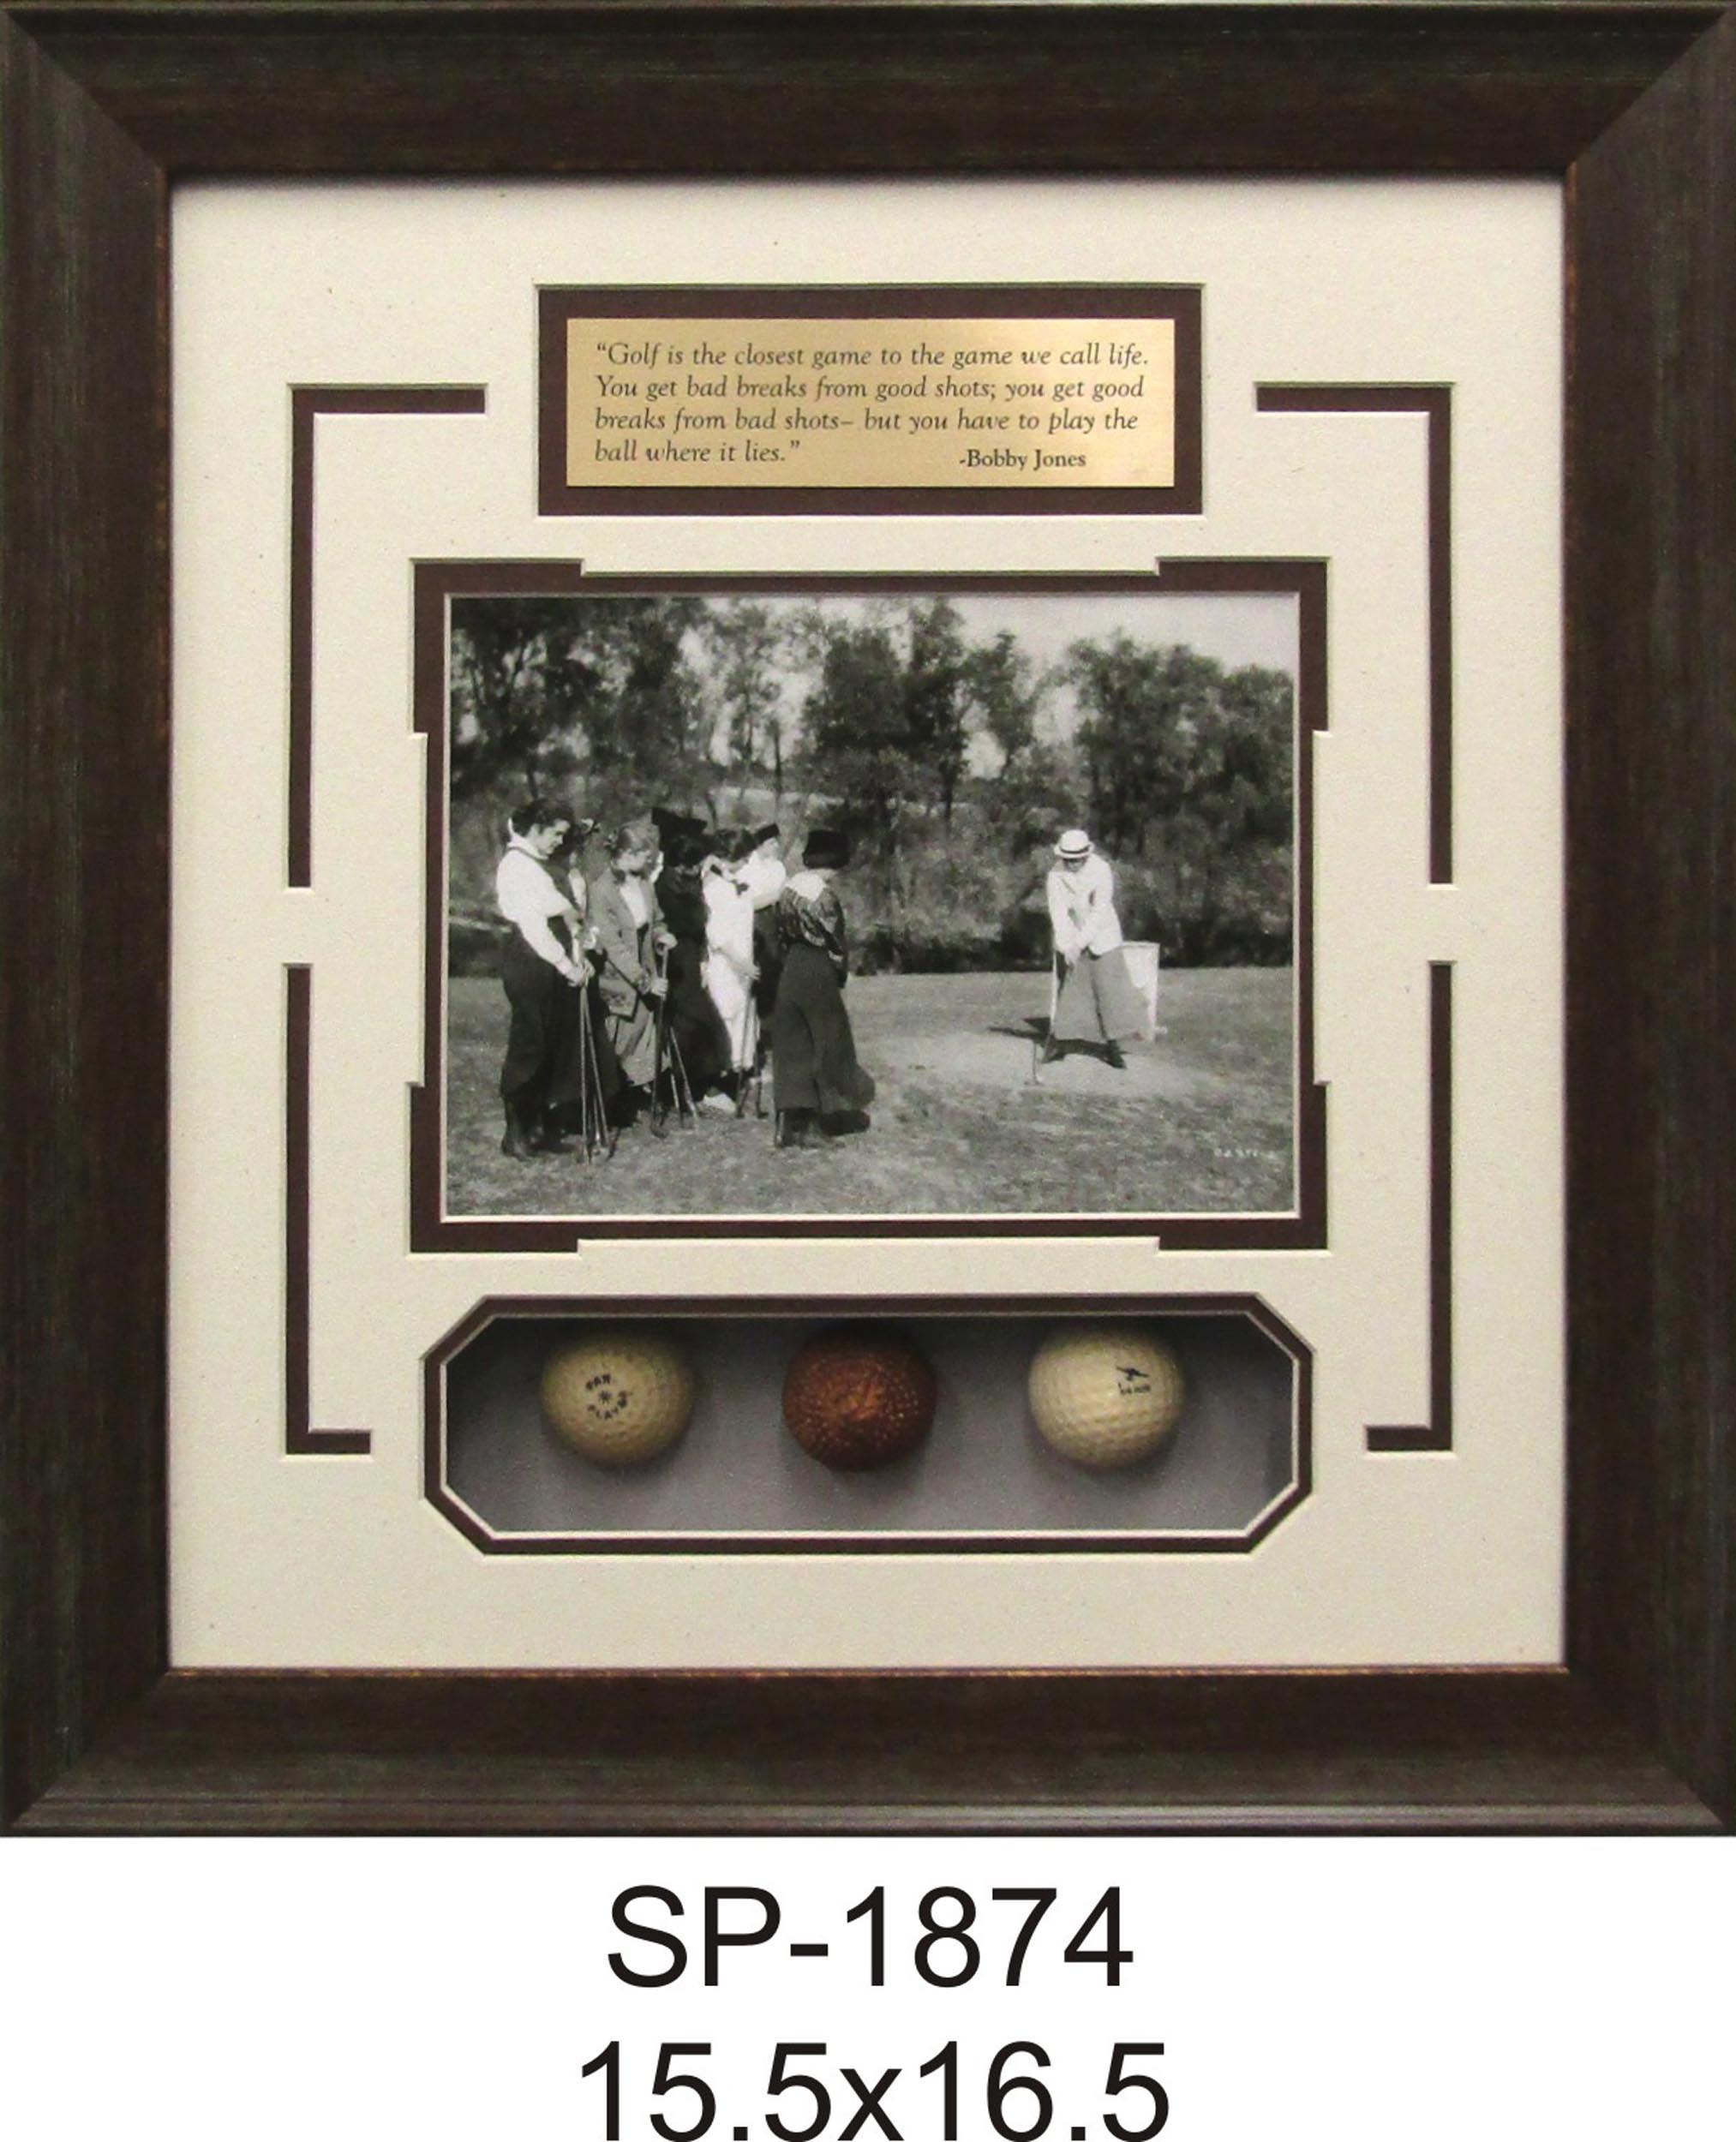 “Golf is the closest game to the game we call life.
You get bad breaks from good shots; you get good
breaks from bad shots– but you have to play the
ball where it lies.”
-Bobby Jones
SP-1874
15.5x16.5